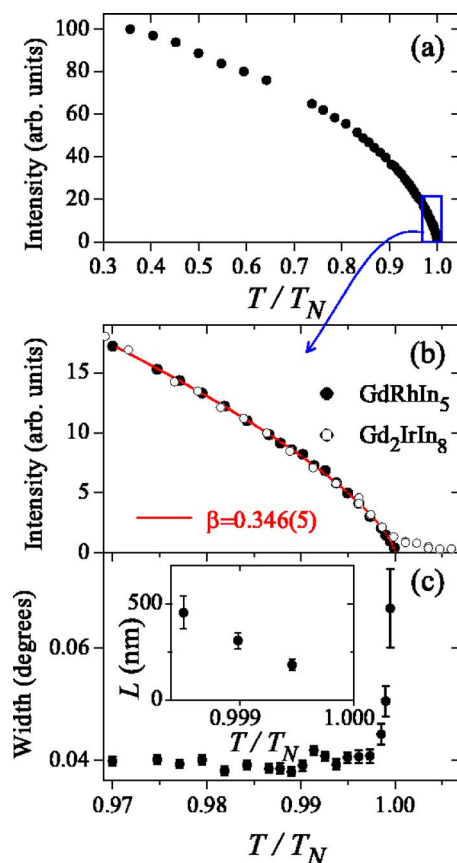 (a)
Intensity (arb. units)
100
80
60
40
20
0
0.3 0.4 0.5 0.6 0.7 0.8 0.9 1.0
T / T_N
(b)
Intensity (arb. units)
15
10
5
0
GdRhIn₅
Gd₂IrIn₈
β=0.346(5)
(c)
Width (degrees)
0.06
0.04
L (nm)
500
0
0.999 1.000
T / T_N
0.97 0.98 0.99 1.00
T / T_N